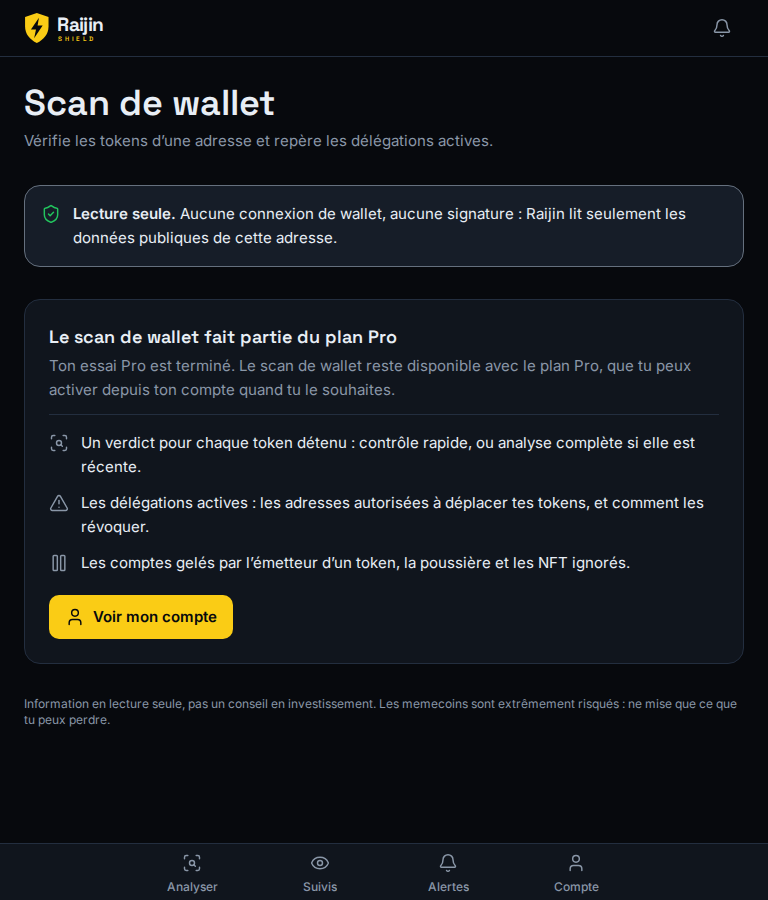 Raijin
SHIELD
Scan de wallet
Vérifie les tokens d’une adresse et repère les délégations actives.
Lecture seule. Aucune connexion de wallet, aucune signature : Raijin lit seulement les
données publiques de cette adresse.
Le scan de wallet fait partie du plan Pro
Ton essai Pro est terminé. Le scan de wallet reste disponible avec le plan Pro, que tu peux
activer depuis ton compte quand tu le souhaites.
Un verdict pour chaque token détenu : contrôle rapide, ou analyse complète si elle est
récente.
Les délégations actives : les adresses autorisées à déplacer tes tokens, et comment les
révoquer.
Les comptes gelés par l’émetteur d’un token, la poussière et les NFT ignorés.
Voir mon compte
Information en lecture seule, pas un conseil en investissement. Les memecoins sont extrêmement risqués : ne mise que ce que
tu peux perdre.
Analyser
Suivis
Alertes
Compte